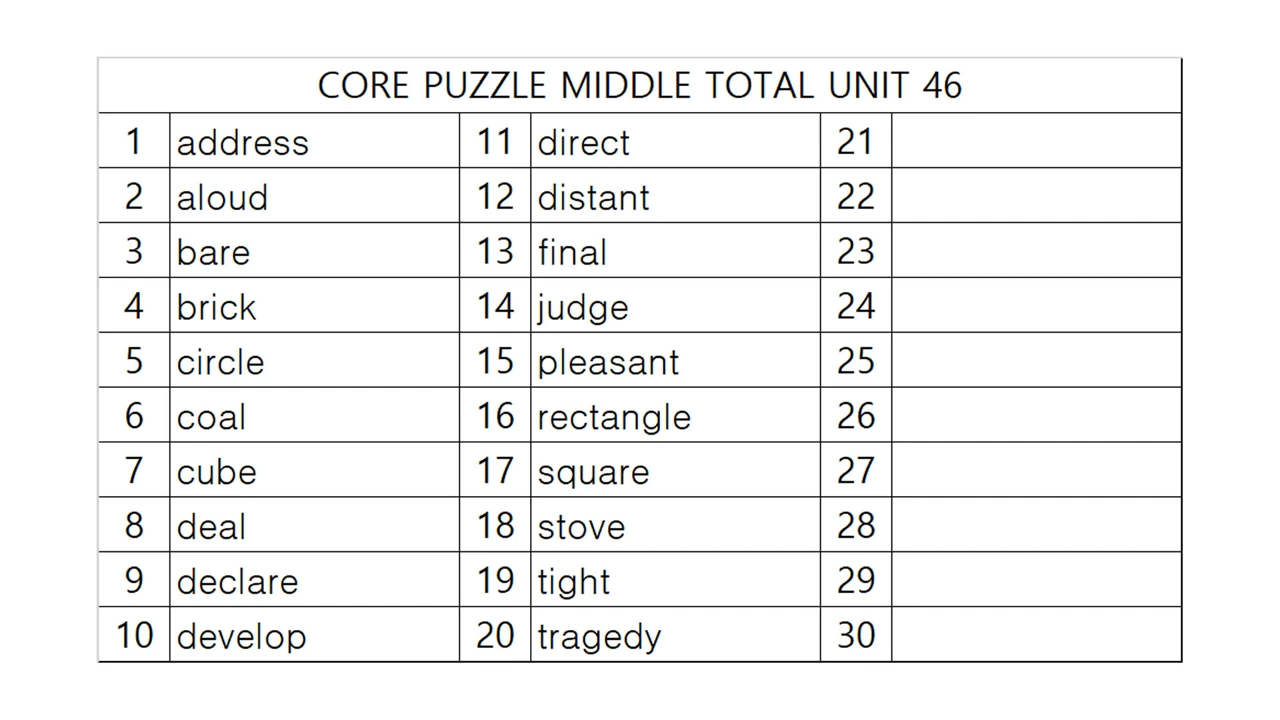 CORE PUZZLE MIDDLE TOTAL UNIT 46
1 address 11 direct 21
2 aloud 12 distant 22
3 bare 13 final 23
4 brick 14 judge 24
5 circle 15 pleasant 25
6 coal 16 rectangle 26
7 cube 17 square 27
8 deal 18 stove 28
9 declare 19 tight 29
10 develop 20 tragedy 30